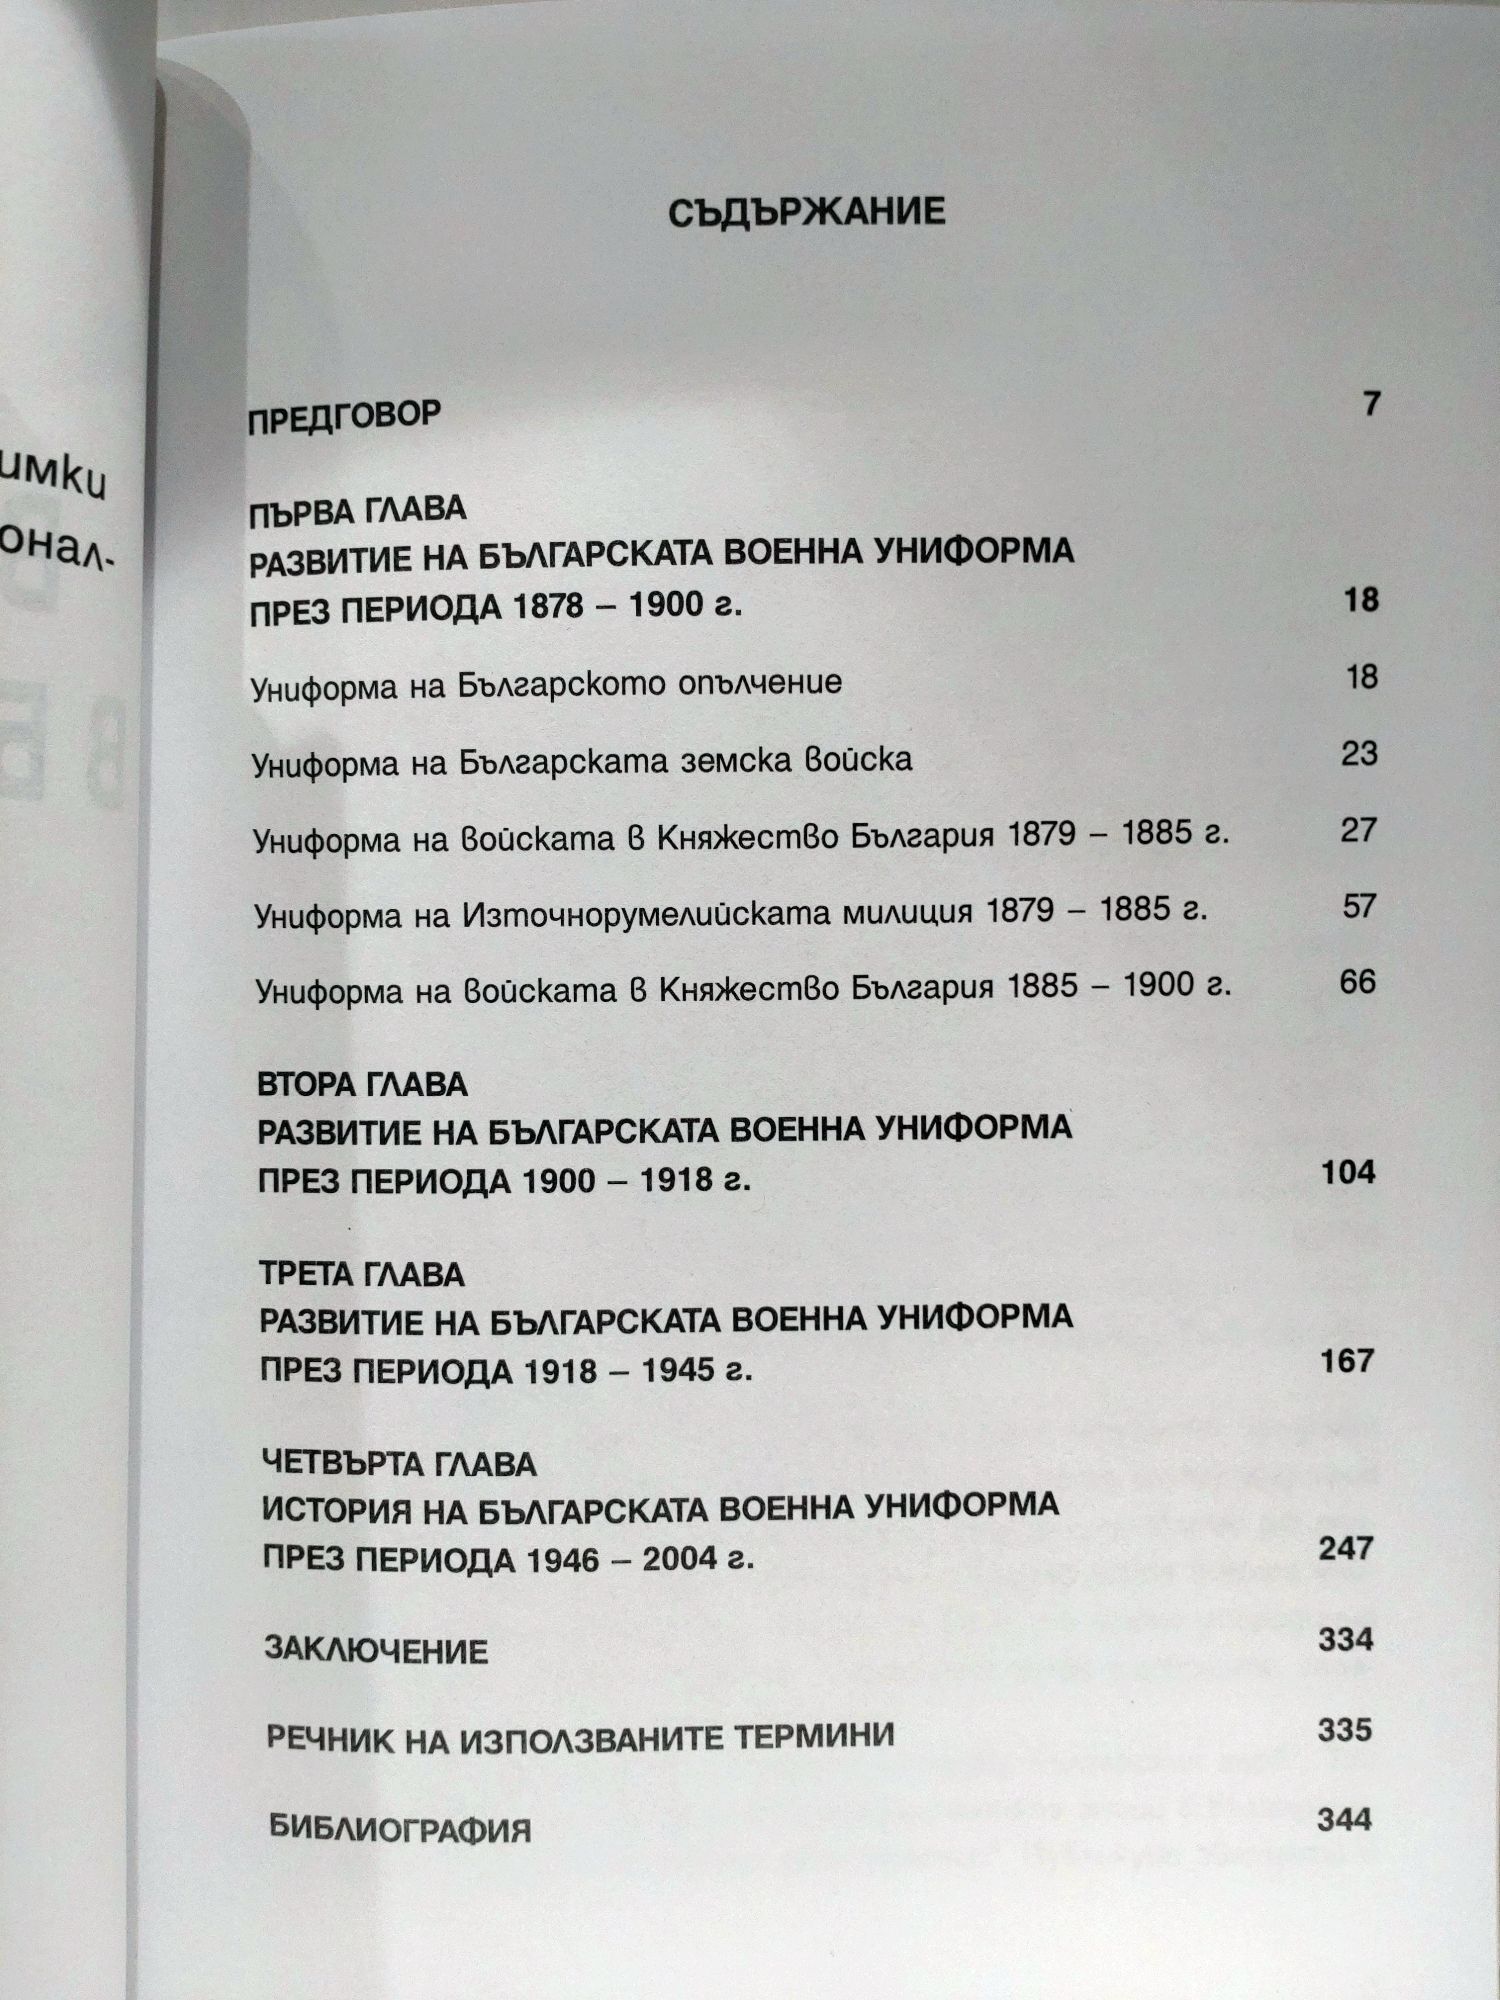 имки
онал-
СЪДЪРЖАНИЕ
ПРЕДГОВОР 7
ПЪРВА ГЛАВА
РАЗВИТИЕ НА БЪЛГАРСКАТА ВОЕННА УНИФОРМА
ПРЕЗ ПЕРИОДА 1878 – 1900 г. 18
Униформа на Българското опълчение 18
Униформа на Българската земска войска 23
Униформа на войската в Княжество България 1879 – 1885 г. 27
Униформа на Източнорумелийската милиция 1879 – 1885 г. 57
Униформа на войската в Княжество България 1885 – 1900 г. 66
ВТОРА ГЛАВА
РАЗВИТИЕ НА БЪЛГАРСКАТА ВОЕННА УНИФОРМА
ПРЕЗ ПЕРИОДА 1900 – 1918 г. 104
ТРЕТА ГЛАВА
РАЗВИТИЕ НА БЪЛГАРСКАТА ВОЕННА УНИФОРМА
ПРЕЗ ПЕРИОДА 1918 – 1945 г. 167
ЧЕТВЪРТА ГЛАВА
ИСТОРИЯ НА БЪЛГАРСКАТА ВОЕННА УНИФОРМА
ПРЕЗ ПЕРИОДА 1946 – 2004 г. 247
ЗАКЛЮЧЕНИЕ 334
РЕЧНИК НА ИЗПОЛЗВАНИТЕ ТЕРМИНИ 335
БИБЛИОГРАФИЯ 344